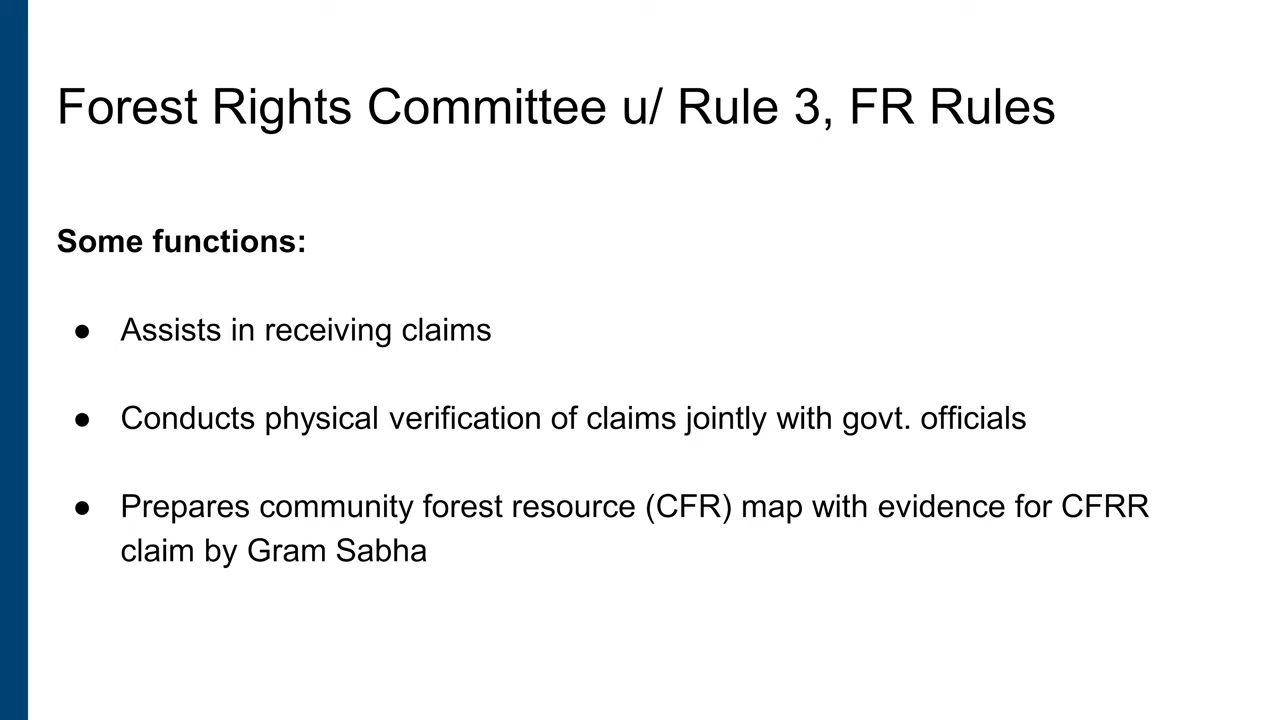 Forest Rights Committee u/ Rule 3, FR Rules
Some functions:
● Assists in receiving claims
● Conducts physical verification of claims jointly with govt. officials
● Prepares community forest resource (CFR) map with evidence for CFRR
claim by Gram Sabha